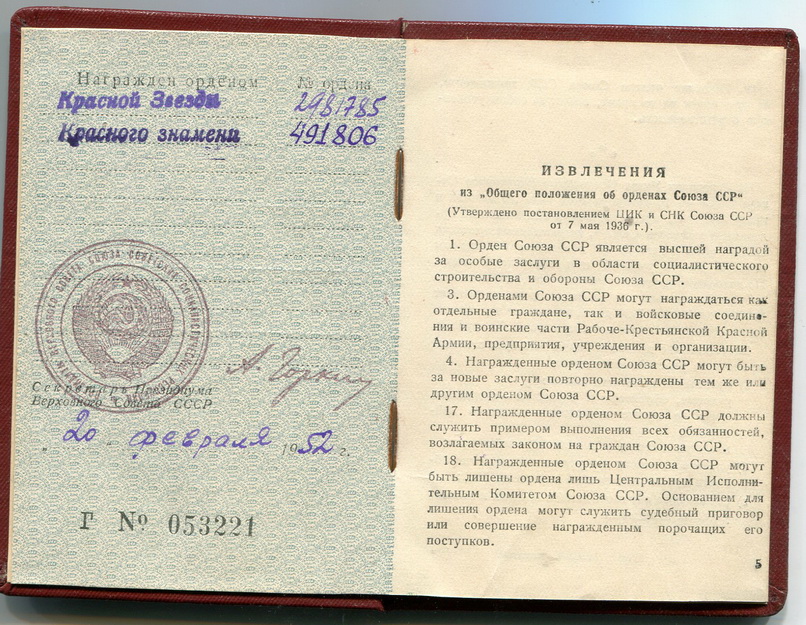 Награжден орденом № ордена
Красной Звезды 2981785
Красного знамени 491806
Секретарь Президиума
Верховного Совета СССР
А. Горкин
„20“ февраля 1952 г.
Г № 053221
ИЗВЛЕЧЕНИЯ
из „Общего положения об орденах Союза ССР“
(Утверждено постановлением ЦИК и СНК Союза ССР
от 7 мая 1936 г.).
1. Орден Союза ССР является высшей наградой
за особые заслуги в области социалистического
строительства и обороны Союза ССР.
3. Орденами Союза ССР могут награждаться как
отдельные граждане, так и войсковые соедине-
ния и воинские части Рабоче-Крестьянской Красной
Армии, предприятия, учреждения и организации.
4. Награжденные орденом Союза ССР могут быть
за новые заслуги повторно награждены тем же или
другим орденом Союза ССР.
17. Награжденные орденом Союза ССР должны
служить примером выполнения всех обязанностей,
возлагаемых законом на граждан Союза ССР.
18. Награжденные орденом Союза ССР могут
быть лишены ордена лишь Центральным Исполни-
тельным Комитетом Союза ССР. Основанием для
лишения ордена могут служить судебный приговор
или совершение награжденным порочащих его
поступков.
5